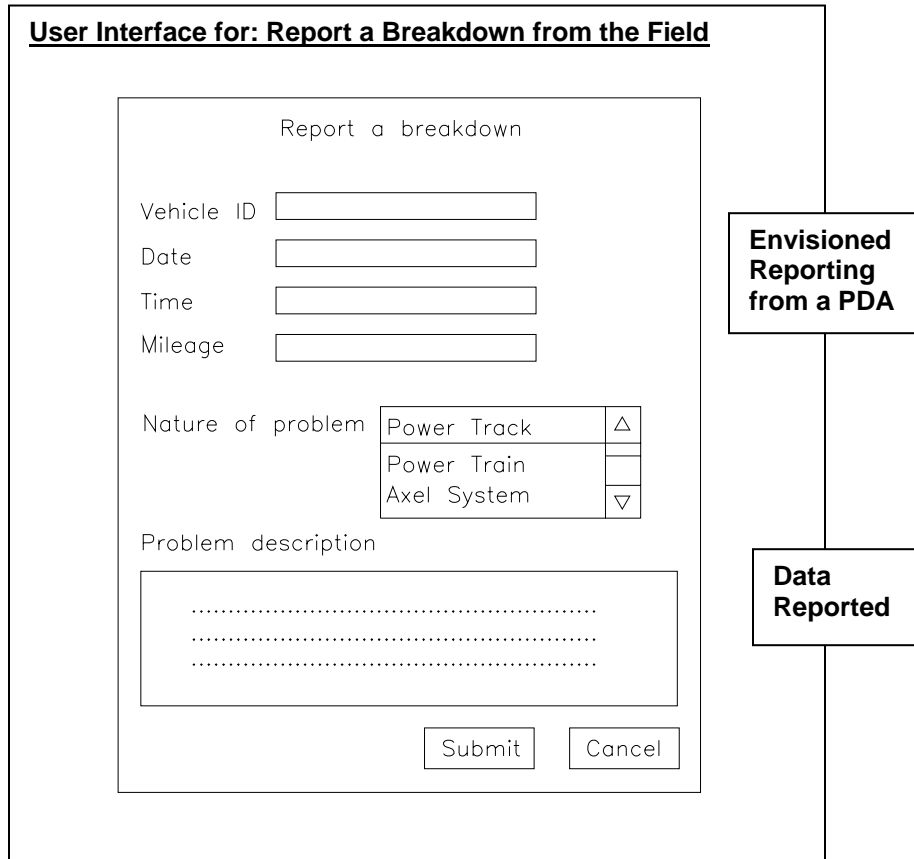 User Interface for: Report a Breakdown from the Field
Report a breakdown
Vehicle ID
Date
Time
Mileage
Envisioned
Reporting
from a PDA
Nature of problem
Power Track
Power Train
Axel System
Problem description
Data
Reported
Submit
Cancel